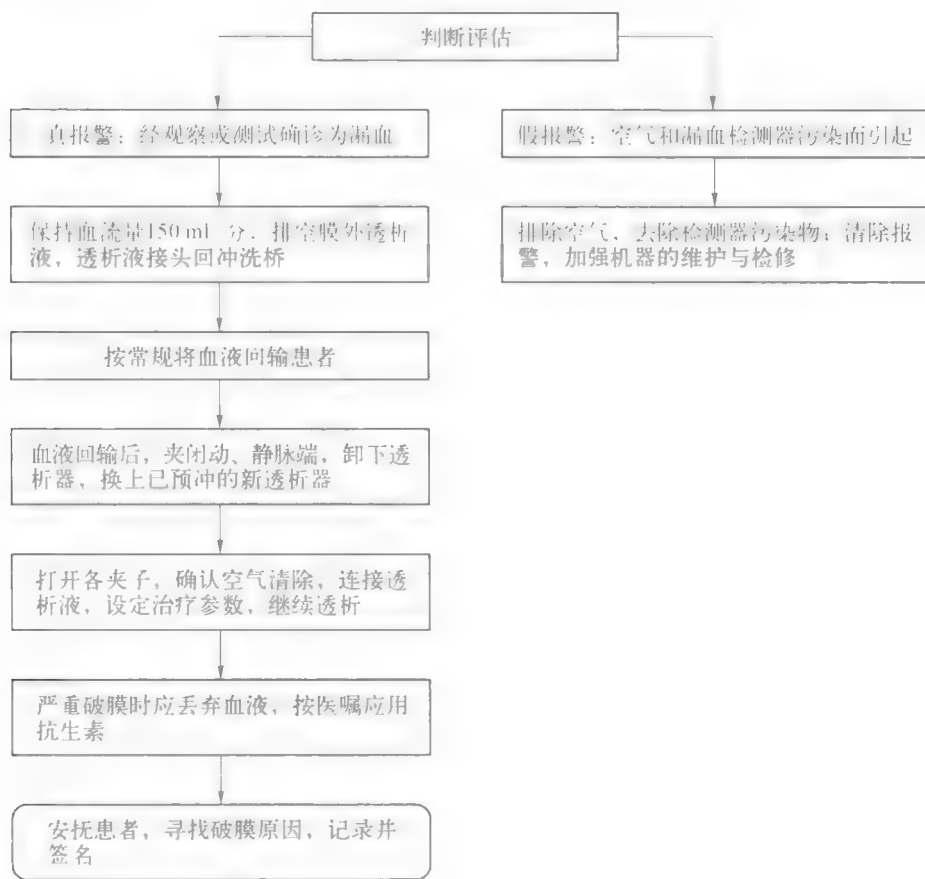 判断评估
真报警：经观察或测试确诊为漏血
保持血流量150 ml 分，排空膜外透析
液，透析液接头回冲洗桥
按常规将血液回输患者
血液回输后，夹闭动、静脉端，卸下透
析器，换上已预冲的新透析器
打开各夹子，确认空气清除，连接透
析液，设定治疗参数，继续透析
严重破膜时应丢弃血液，按医嘱应用
抗生素
安抚患者，寻找破膜原因，记录并
签名
假报警：空气和漏血检测器污染而引起
排除空气，去除检测器污染物；清除报
警，加强机器的维护与检修